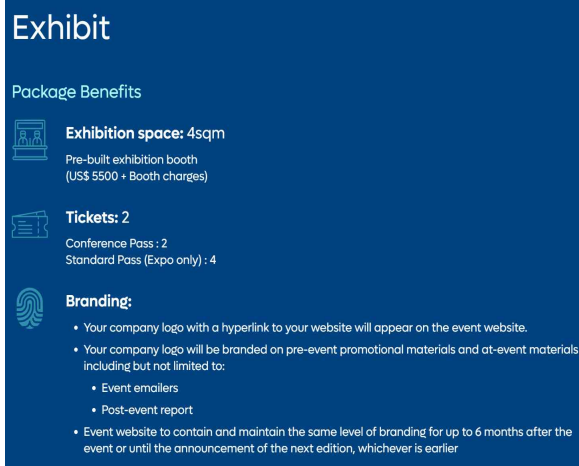 Exhibit
Package Benefits
Exhibition space: 4sqm
Pre-built exhibition booth
(US$ 5500 + Booth charges)
Tickets: 2
Conference Pass : 2
Standard Pass (Expo only) : 4
Branding:
• Your company logo with a hyperlink to your website will appear on the event website.
• Your company logo will be branded on pre-event promotional materials and at-event materials
including but not limited to:
• Event emailers
• Post-event report
• Event website to contain and maintain the same level of branding for up to 6 months after the
event or until the announcement of the next edition, whichever is earlier